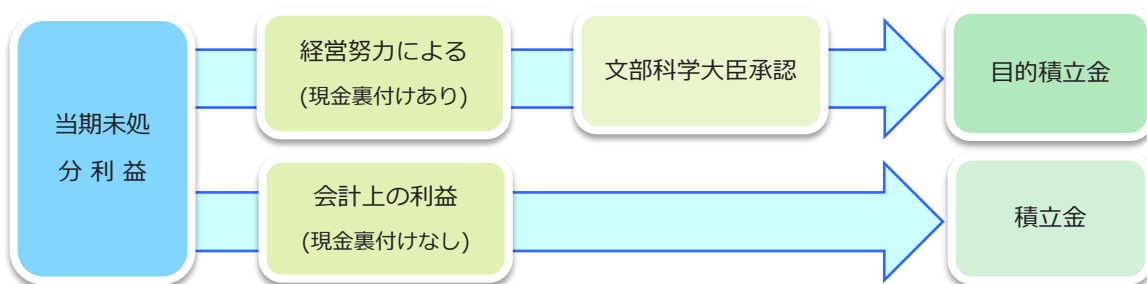 当期未処
分 利 益
経営努力による
(現金裏付けあり)
文部科学大臣承認
目的積立金
会計上の利益
(現金裏付けなし)
積立金